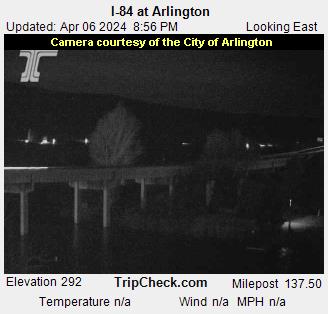 I-84 at Arlington
Updated: Apr 06 2024 8:56 PM Looking East
Camera courtesy of the City of Arlington
Elevation 292 TripCheck.com Milepost 137.50
Temperature n/a Wind n/a MPH n/a